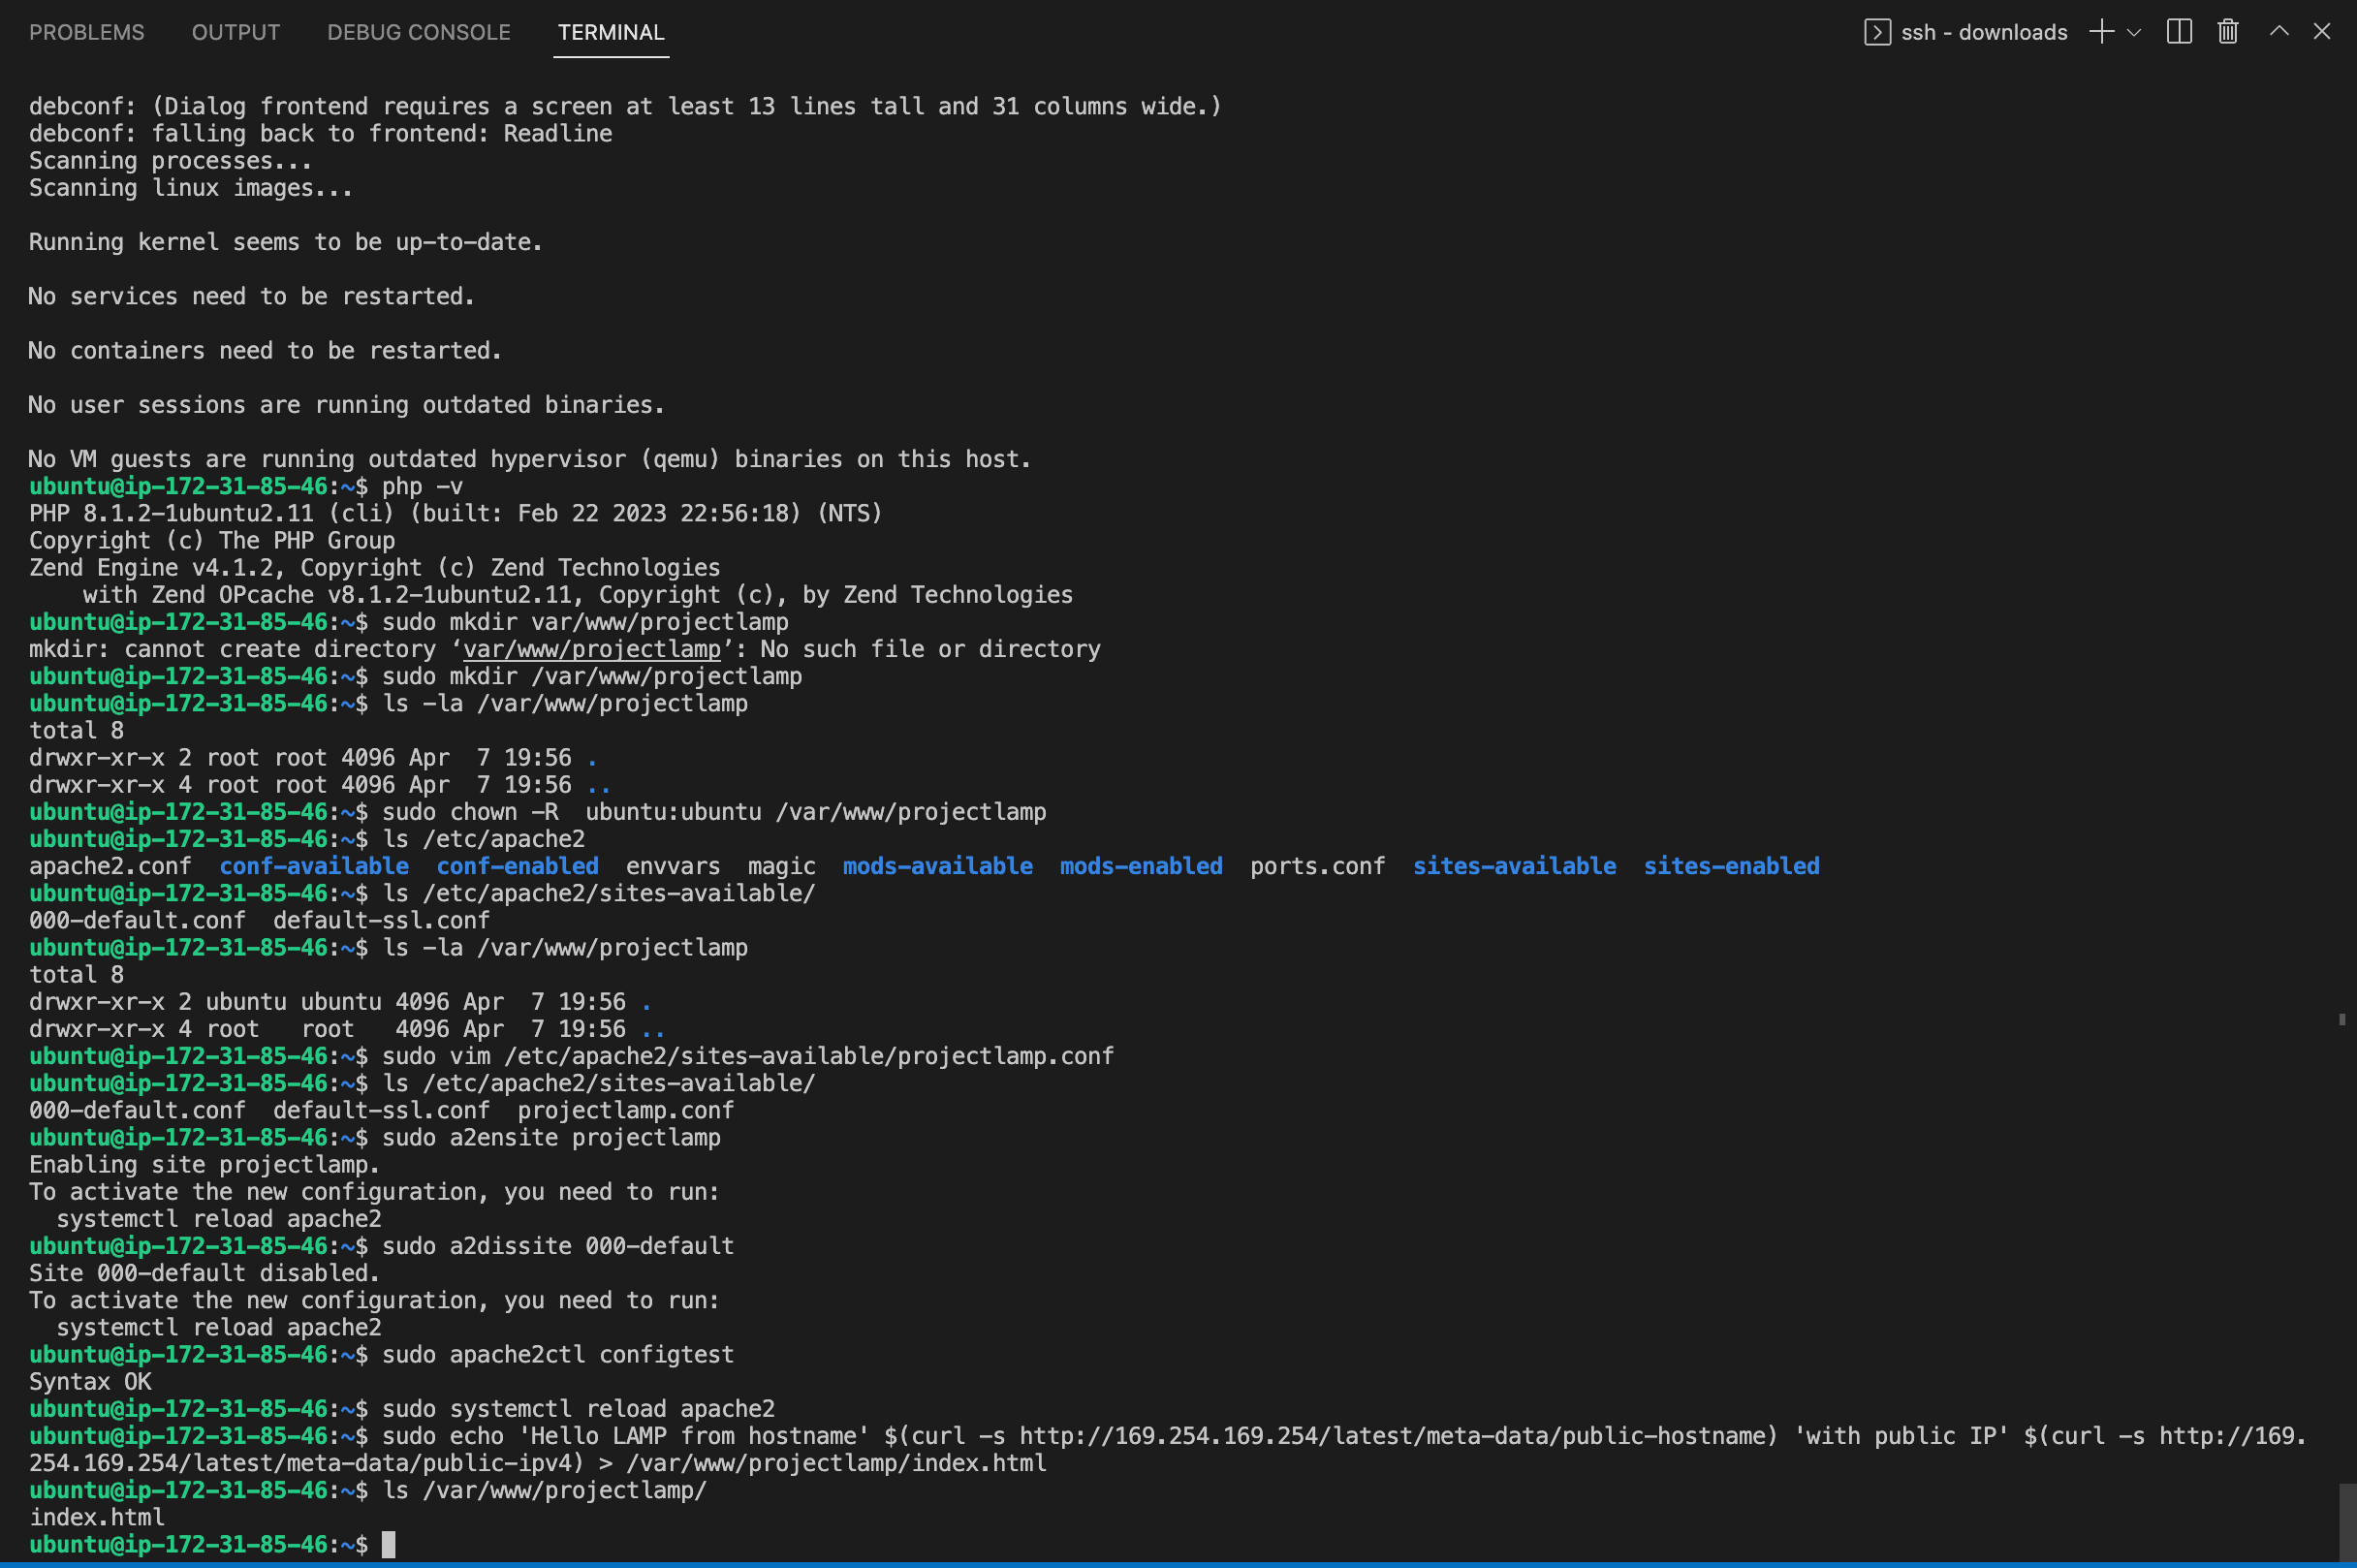 PROBLEMS OUTPUT DEBUG CONSOLE TERMINAL ssh - downloads
debconf: (Dialog frontend requires a screen at least 13 lines tall and 31 columns wide.)
debconf: falling back to frontend: Readline
Scanning processes...
Scanning linux images...
Running kernel seems to be up-to-date.
No services need to be restarted.
No containers need to be restarted.
No user sessions are running outdated binaries.
No VM guests are running outdated hypervisor (qemu) binaries on this host.
ubuntu@ip-172-31-85-46:~$ php -v
PHP 8.1.2-1ubuntu2.11 (cli) (built: Feb 22 2023 22:56:18) (NTS)
Copyright (c) The PHP Group
Zend Engine v4.1.2, Copyright (c) Zend Technologies
    with Zend OPcache v8.1.2-1ubuntu2.11, Copyright (c), by Zend Technologies
ubuntu@ip-172-31-85-46:~$ sudo mkdir var/www/projectlamp
mkdir: cannot create directory ‘var/www/projectlamp’: No such file or directory
ubuntu@ip-172-31-85-46:~$ sudo mkdir /var/www/projectlamp
ubuntu@ip-172-31-85-46:~$ ls -la /var/www/projectlamp
total 8
drwxr-xr-x 2 root root 4096 Apr  7 19:56 .
drwxr-xr-x 4 root root 4096 Apr  7 19:56 ..
ubuntu@ip-172-31-85-46:~$ sudo chown -R  ubuntu:ubuntu /var/www/projectlamp
ubuntu@ip-172-31-85-46:~$ ls /etc/apache2
apache2.conf  conf-available  conf-enabled  envvars  magic  mods-available  mods-enabled  ports.conf  sites-available  sites-enabled
ubuntu@ip-172-31-85-46:~$ ls /etc/apache2/sites-available/
000-default.conf  default-ssl.conf
ubuntu@ip-172-31-85-46:~$ ls -la /var/www/projectlamp
total 8
drwxr-xr-x 2 ubuntu ubuntu 4096 Apr  7 19:56 .
drwxr-xr-x 4 root   root   4096 Apr  7 19:56 ..
ubuntu@ip-172-31-85-46:~$ sudo vim /etc/apache2/sites-available/projectlamp.conf
ubuntu@ip-172-31-85-46:~$ ls /etc/apache2/sites-available/
000-default.conf  default-ssl.conf  projectlamp.conf
ubuntu@ip-172-31-85-46:~$ sudo a2ensite projectlamp
Enabling site projectlamp.
To activate the new configuration, you need to run:
  systemctl reload apache2
ubuntu@ip-172-31-85-46:~$ sudo a2dissite 000-default
Site 000-default disabled.
To activate the new configuration, you need to run:
  systemctl reload apache2
ubuntu@ip-172-31-85-46:~$ sudo apache2ctl configtest
Syntax OK
ubuntu@ip-172-31-85-46:~$ sudo systemctl reload apache2
ubuntu@ip-172-31-85-46:~$ sudo echo 'Hello LAMP from hostname' $(curl -s http://169.254.169.254/latest/meta-data/public-hostname) 'with public IP' $(curl -s http://169.
254.169.254/latest/meta-data/public-ipv4) > /var/www/projectlamp/index.html
ubuntu@ip-172-31-85-46:~$ ls /var/www/projectlamp/
index.html
ubuntu@ip-172-31-85-46:~$